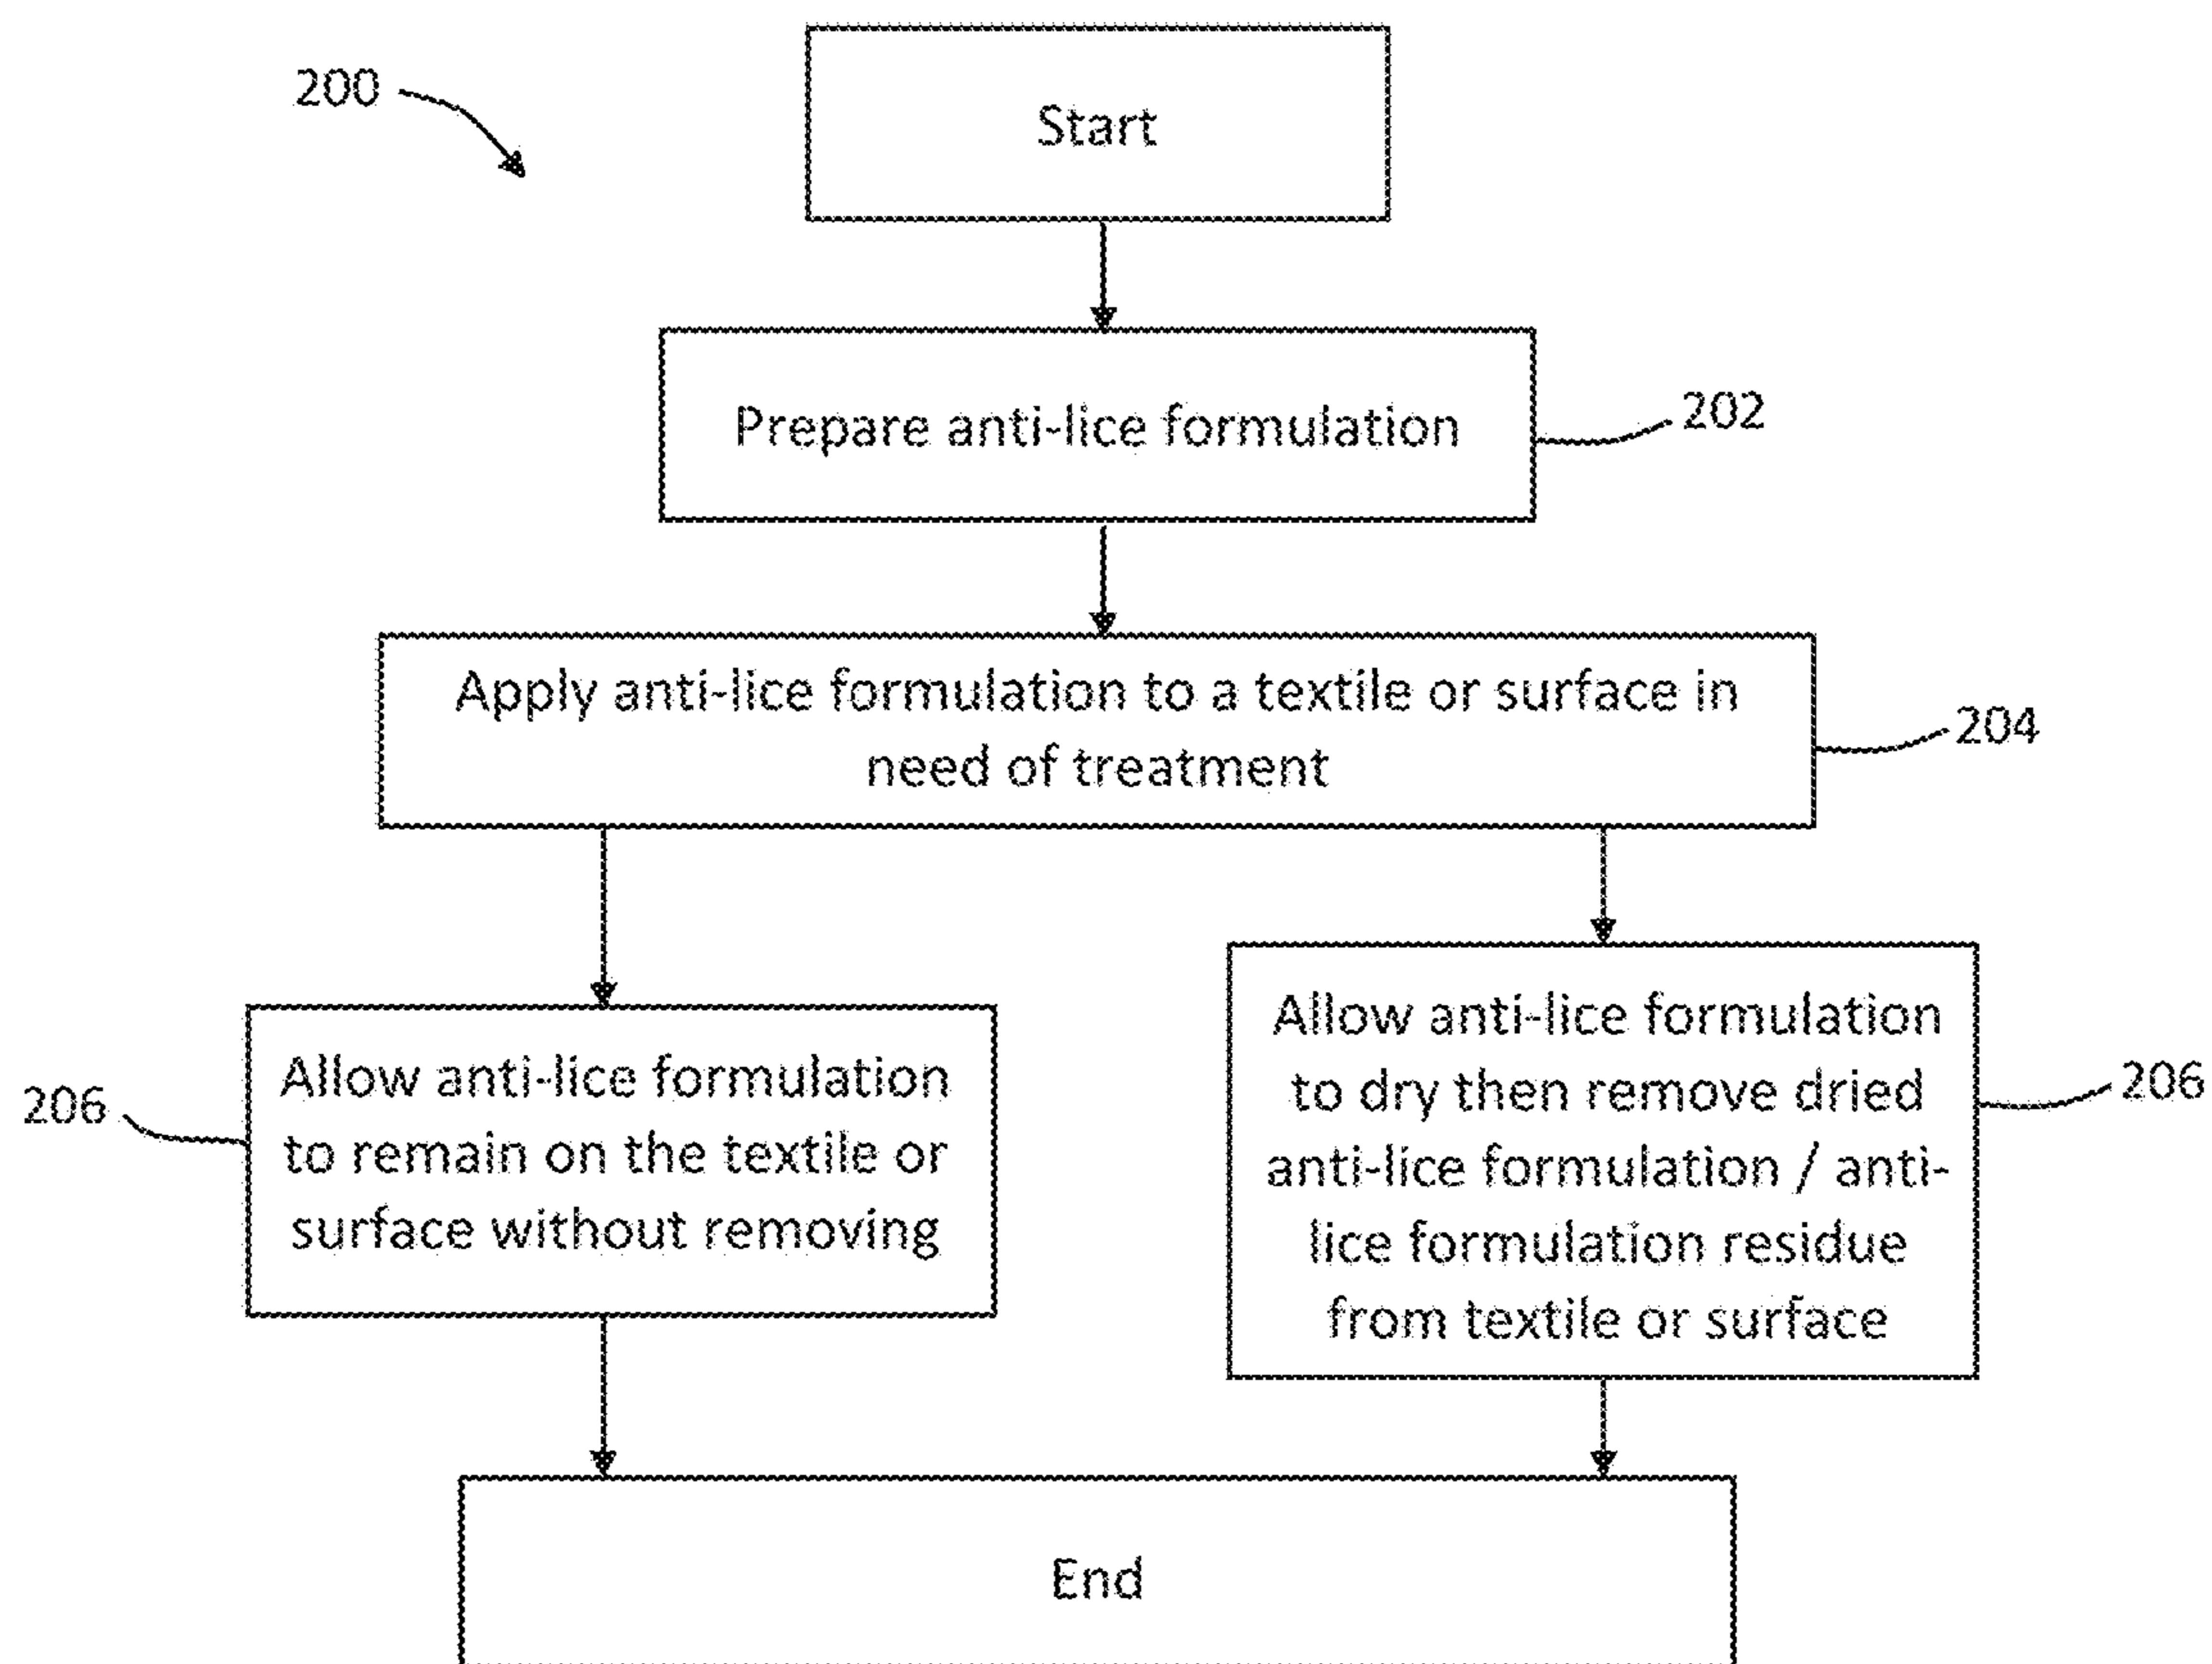 200
Start
Prepare anti-lice formulation
202
Apply anti-lice formulation to a textile or surface in
need of treatment
204
206
Allow anti-lice formulation
to remain on the textile or
surface without removing
Allow anti-lice formulation
to dry then remove dried
anti-lice formulation / anti-
lice formulation residue
from textile or surface
206
End